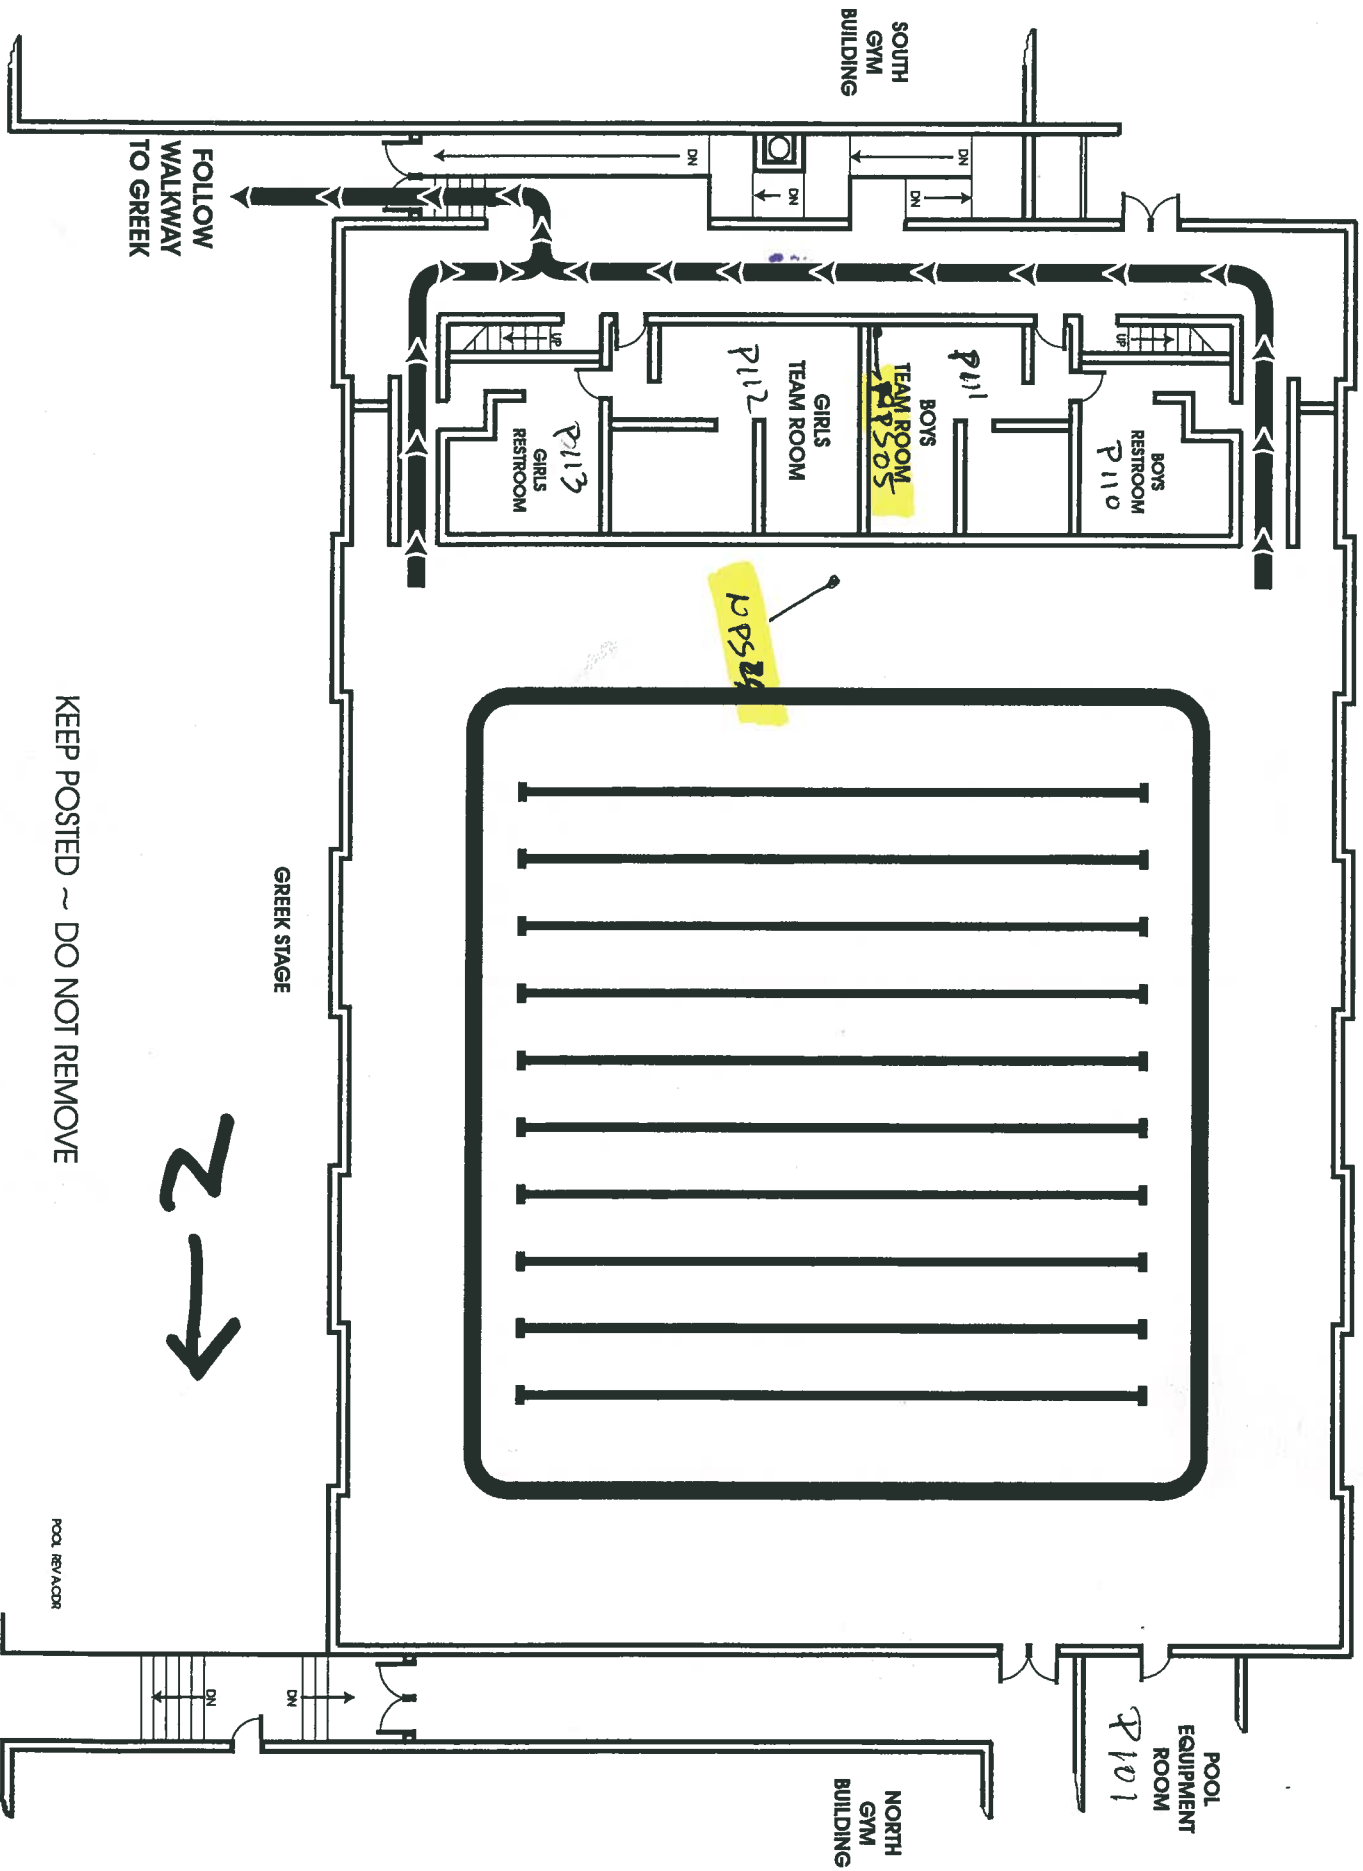 SOUTH
GYM
BUILDING
FOLLOW
WALKWAY
TO GREEK
DN
DN
DN
DN
UP
UP
P112
GIRLS
TEAM ROOM
P111
BOYS
TEAM ROOM
GIRLS
RESTROOM
P113
BOYS
RESTROOM
P110
GREEK STAGE
KEEP POSTED ~ DO NOT REMOVE
N
POOL REVA.CDR
DN
DN
POOL
EQUIPMENT
ROOM
P101
NORTH
GYM
BUILDING